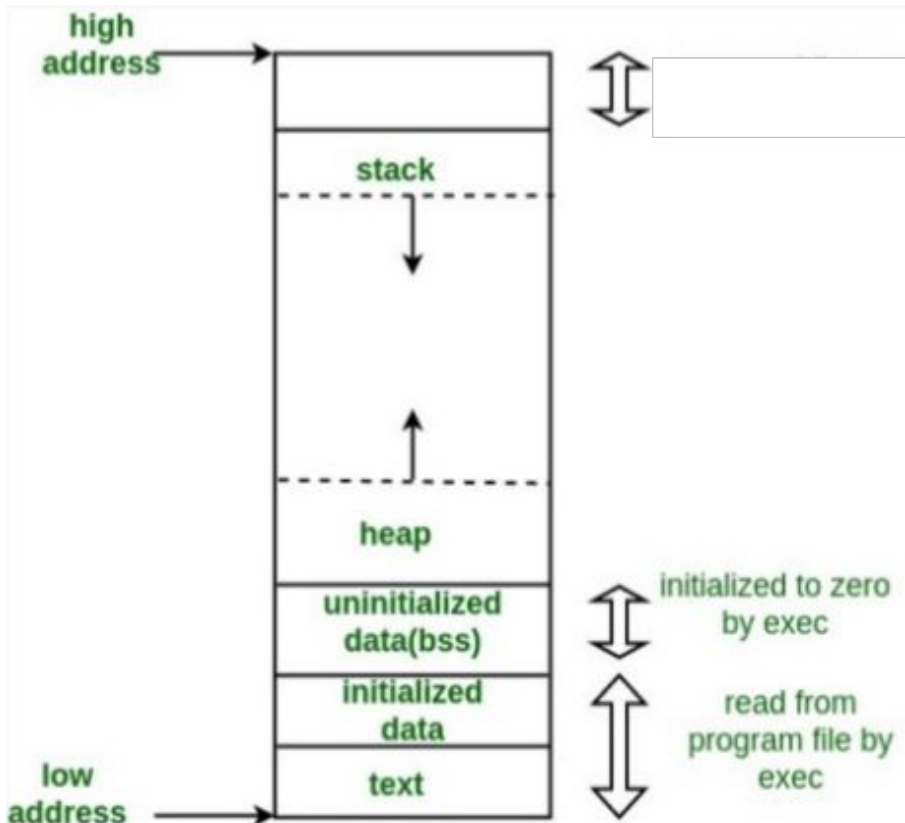 high
address
stack
heap
uninitialized
data(bss)
initialized to zero
by exec
initialized
data
read from
program file by
exec
text
low
address